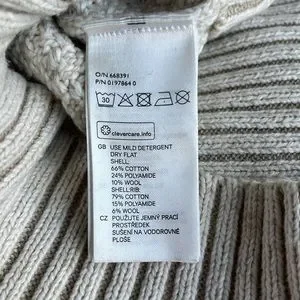 O/N 668391
P/N 0197864 0
30
clevercare.info
GB USE MILD DETERGENT
DRY FLAT
SHELL:
66% COTTON
24% POLYAMIDE
10% WOOL
SHELL/RIB:
79% COTTON
15% POLYAMIDE
6% WOOL
CZ POUŽIJTE JEMNÝ PRACÍ
PROSTŘEDEK
SUŠENÍ NA VODOROVNÉ
PLOŠE